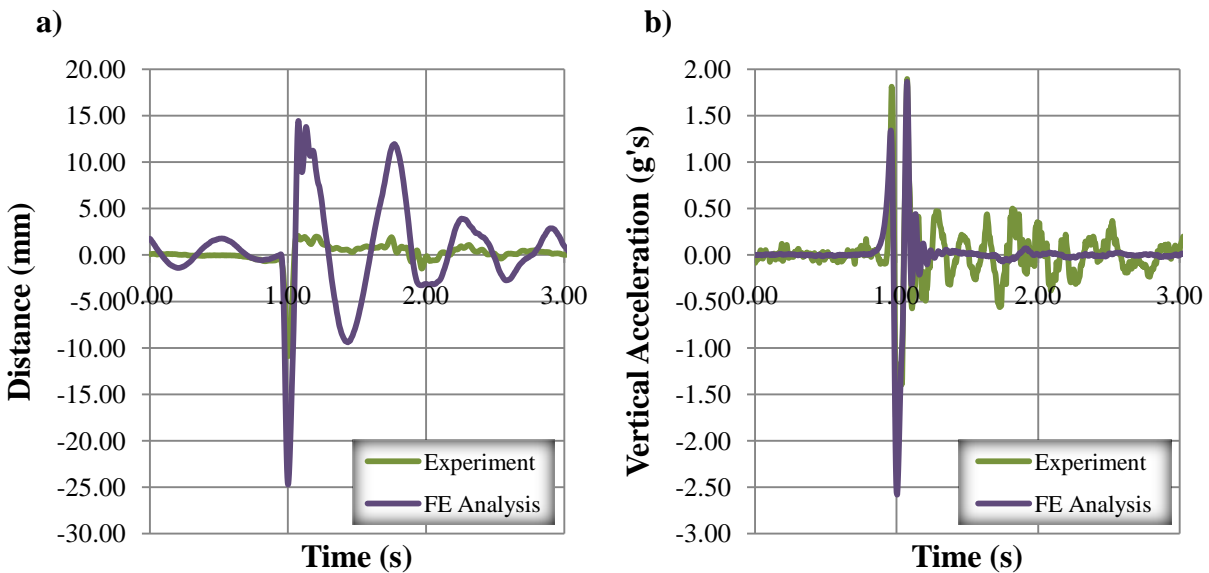 a)
20.00
15.00
10.00
5.00
0.00
-5.00
-10.00
-15.00
-20.00
-25.00
-30.00
0.00 1.00 2.00 3.00
Distance (mm)
Time (s)
Experiment
FE Analysis
b)
2.00
1.50
1.00
0.50
0.00
-0.50
-1.00
-1.50
-2.00
-2.50
-3.00
0.00 1.00 2.00 3.00
Vertical Acceleration (g's)
Time (s)
Experiment
FE Analysis